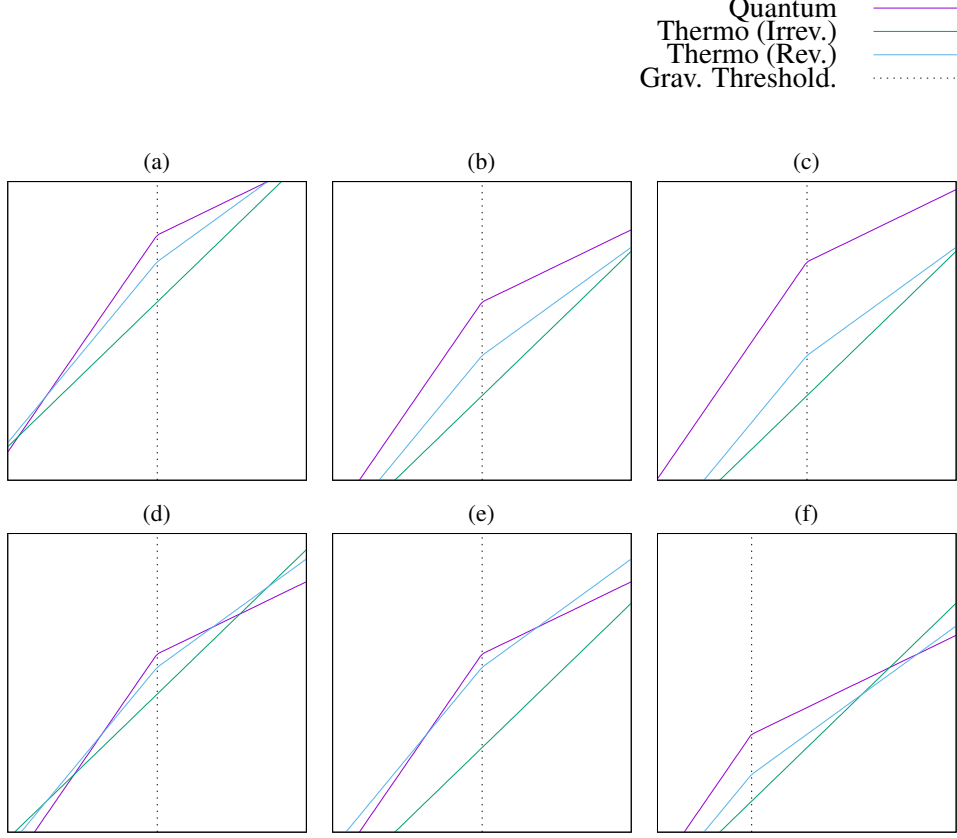 Quantum
Thermo (Irrev.)
Thermo (Rev.)
Grav. Threshold.
(a)
(b)
(c)
(d)
(e)
(f)